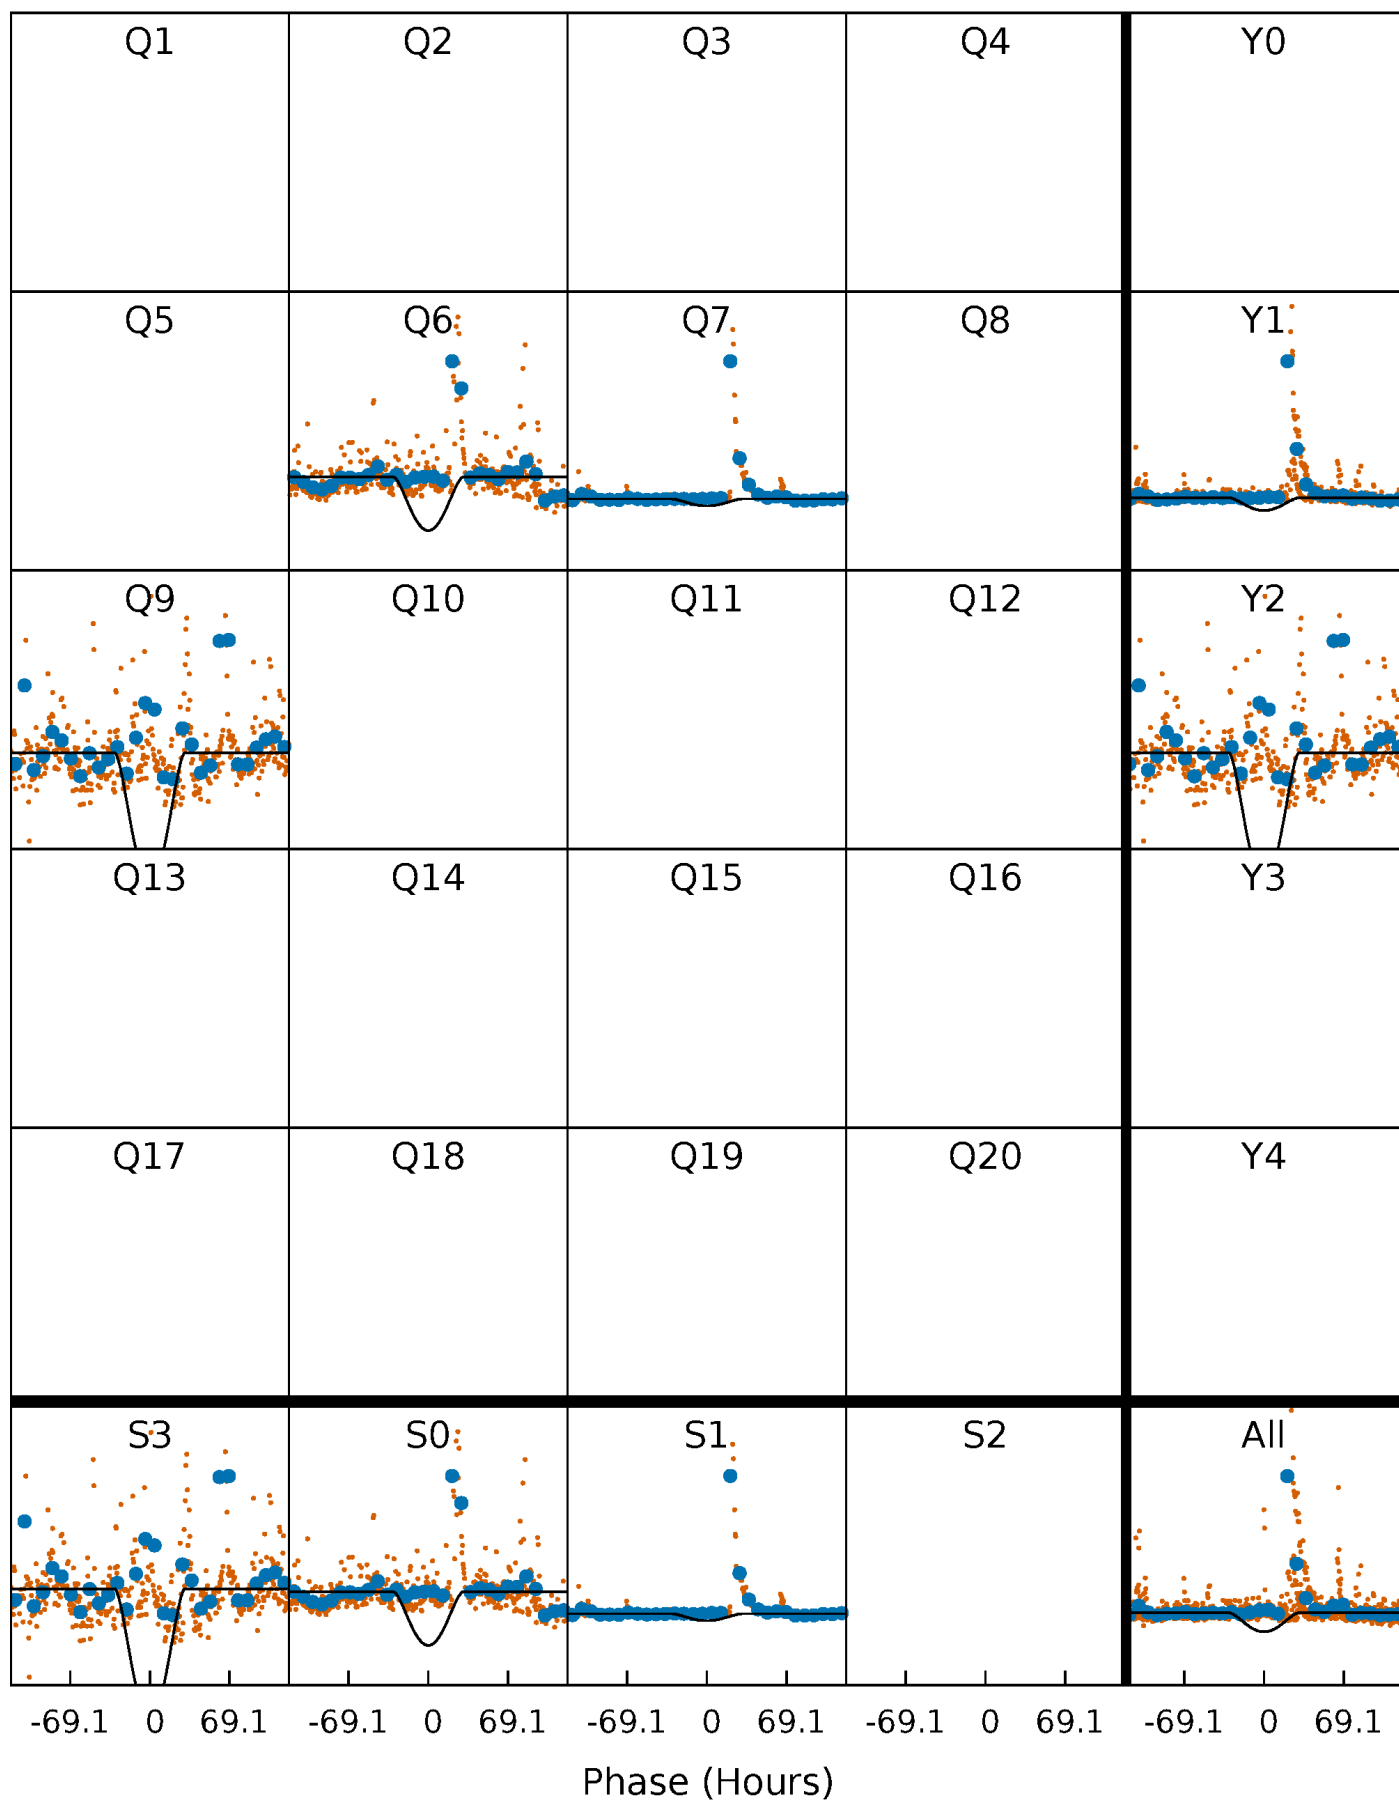 Q1 Q2 Q3 Q4 Y0
Q5 Q6 Q7 Q8 Y1
Q9 Q10 Q11 Q12 Y2
Q13 Q14 Q15 Q16 Y3
Q17 Q18 Q19 Q20 Y4
S3 S0 S1 S2 All
-69.1 0 69.1 -69.1 0 69.1 -69.1 0 69.1 -69.1 0 69.1 -69.1 0 69.1
Phase (Hours)